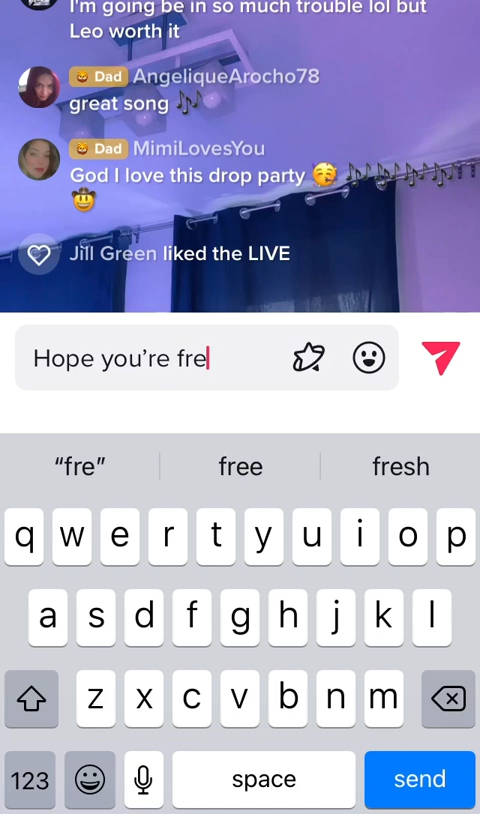 I'm going be in so much trouble lol but
Leo worth it
Dad AngeliqueArocho78
great song 🎶
Dad MimiLovesYou
God I love this drop party 🥳 🎶🎶🎶🎶
🤠
Jill Green liked the LIVE
Hope you're fre
“fre” free fresh
q w e r t y u i o p
a s d f g h j k l
z x c v b n m
123 space send